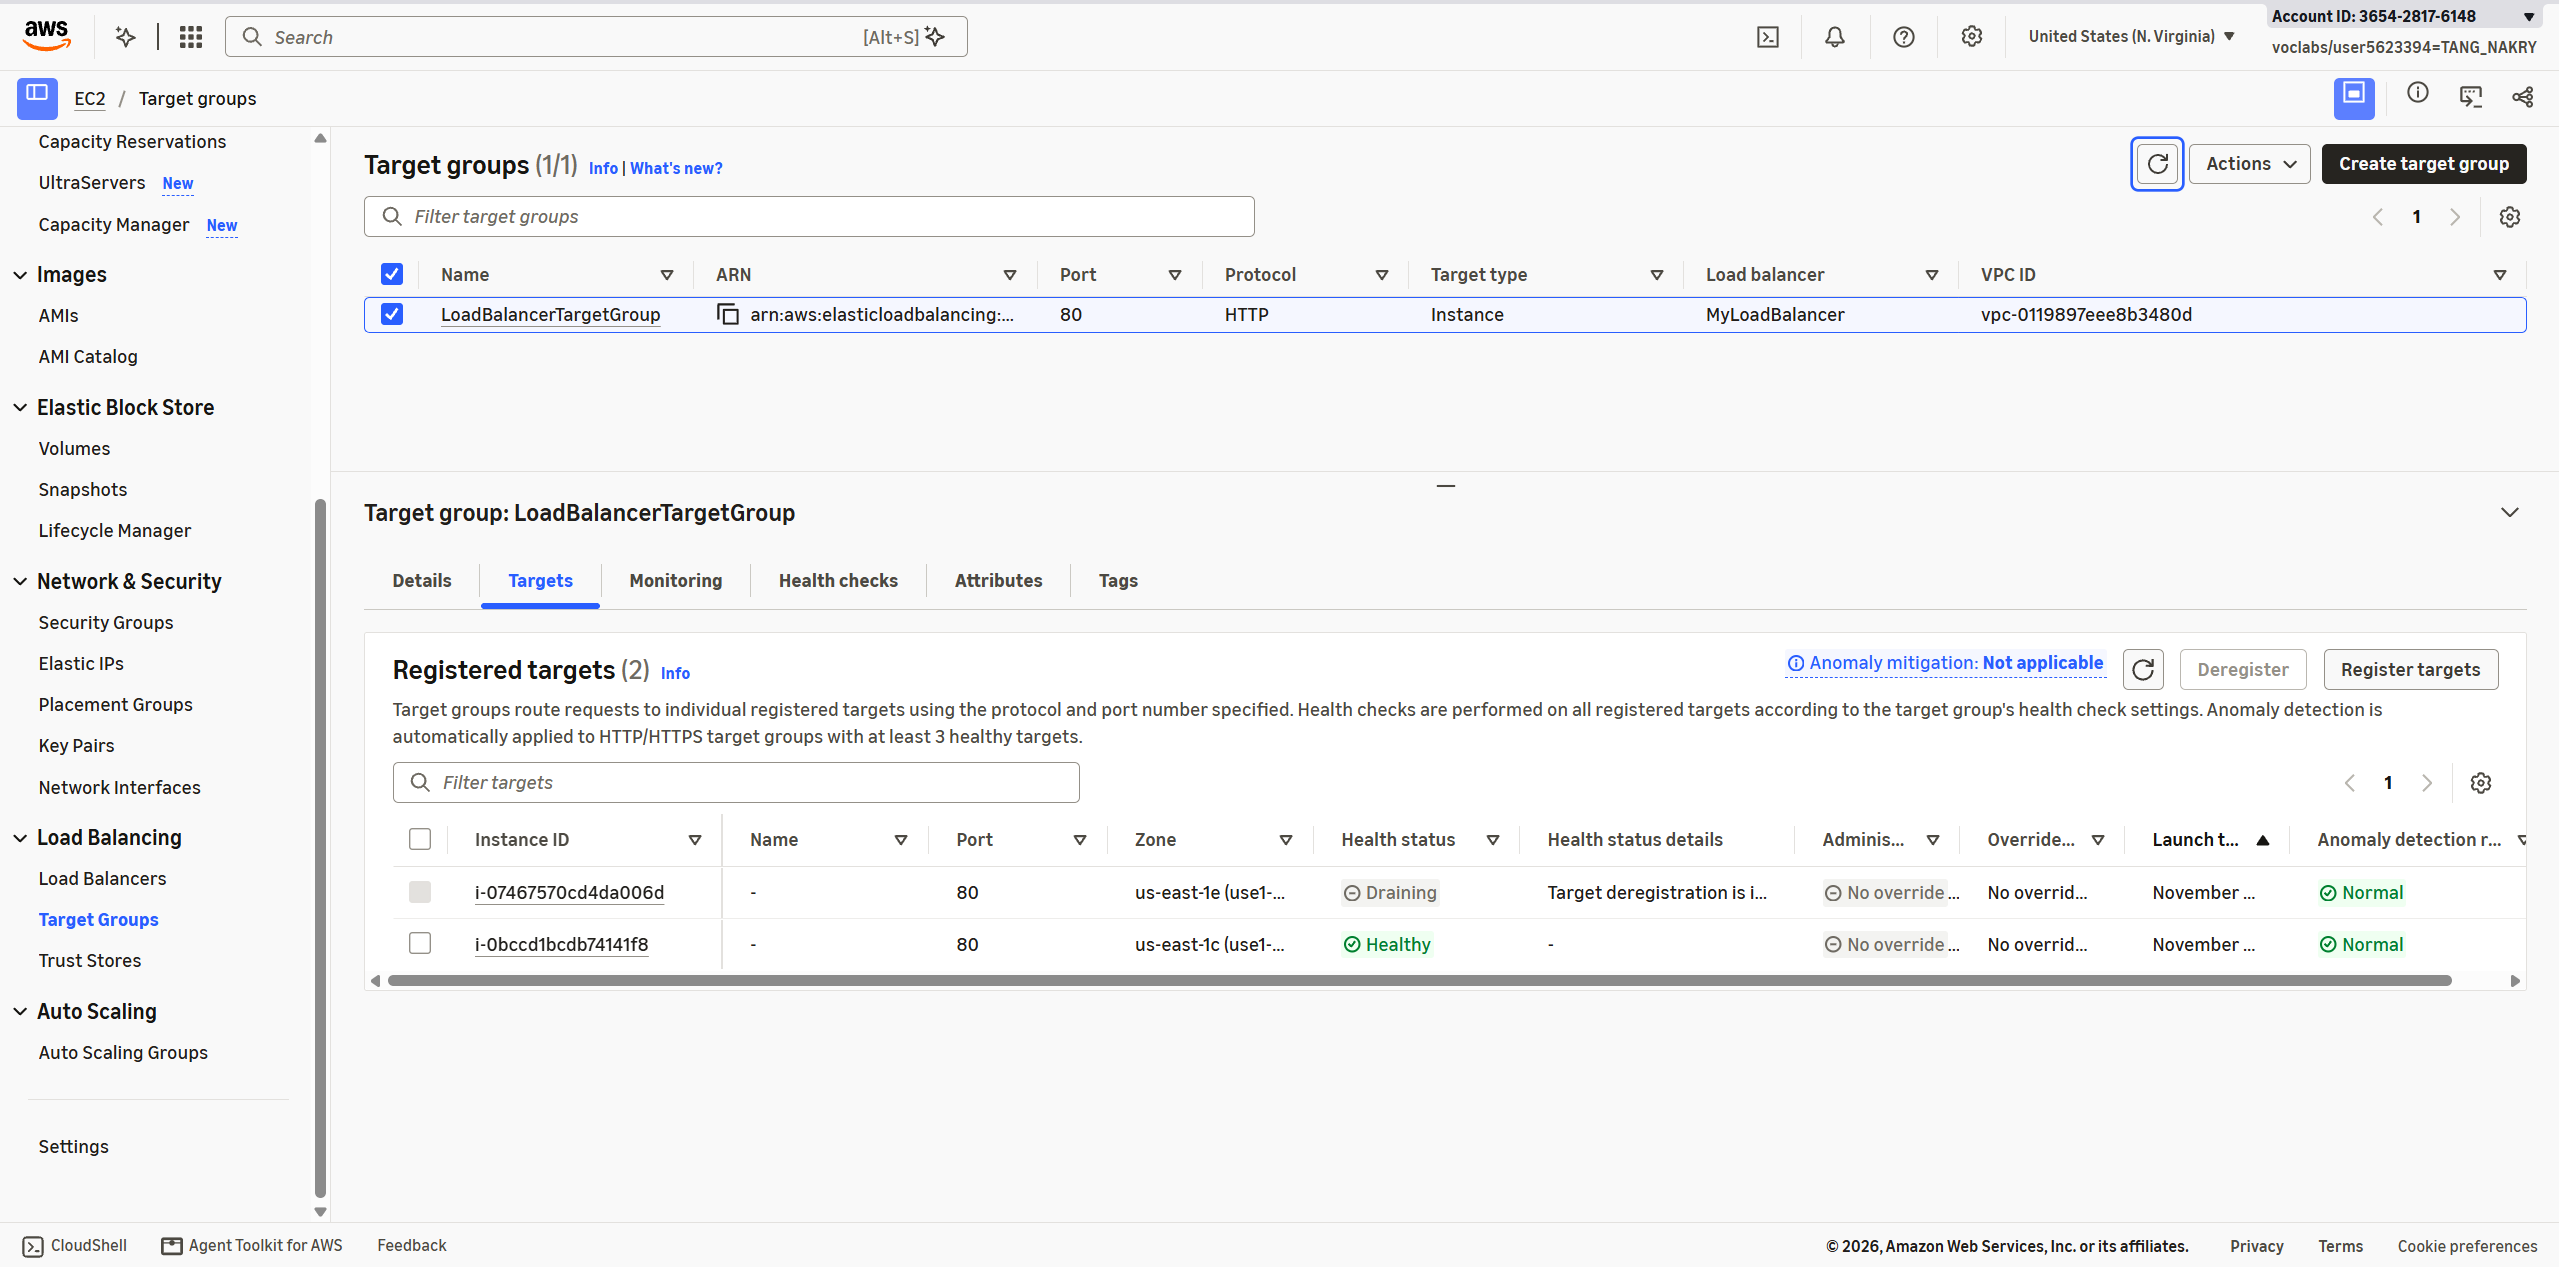 aws
Search
[Alt+S]
United States (N. Virginia)
Account ID: 3654-2817-6148
voclabs/user5623394=TANG_NAKRY
EC2 / Target groups
Capacity Reservations
UltraServers New
Capacity Manager New
Images
AMIs
AMI Catalog
Elastic Block Store
Volumes
Snapshots
Lifecycle Manager
Network & Security
Security Groups
Elastic IPs
Placement Groups
Key Pairs
Network Interfaces
Load Balancing
Load Balancers
Target Groups
Trust Stores
Auto Scaling
Auto Scaling Groups
Settings
Target groups (1/1) Info | What's new?
Actions
Create target group
Filter target groups
1
Name ARN Port Protocol Target type Load balancer VPC ID
LoadBalancerTargetGroup arn:aws:elasticloadbalancing:... 80 HTTP Instance MyLoadBalancer vpc-0119897eee8b3480d
Target group: LoadBalancerTargetGroup
Details Targets Monitoring Health checks Attributes Tags
Registered targets (2) Info
Anomaly mitigation: Not applicable
Deregister
Register targets
Target groups route requests to individual registered targets using the protocol and port number specified. Health checks are performed on all registered targets according to the target group's health check settings. Anomaly detection is
automatically applied to HTTP/HTTPS target groups with at least 3 healthy targets.
Filter targets
1
Instance ID Name Port Zone Health status Health status details Adminis... Override... Launch t... Anomaly detection r...
i-07467570cd4da006d - 80 us-east-1e (use1-... Draining Target deregistration is i... No override ... No overrid... November ... Normal
i-0bccd1bcdb74141f8 - 80 us-east-1c (use1-... Healthy - No override ... No overrid... November ... Normal
CloudShell Agent Toolkit for AWS Feedback
© 2026, Amazon Web Services, Inc. or its affiliates. Privacy Terms Cookie preferences